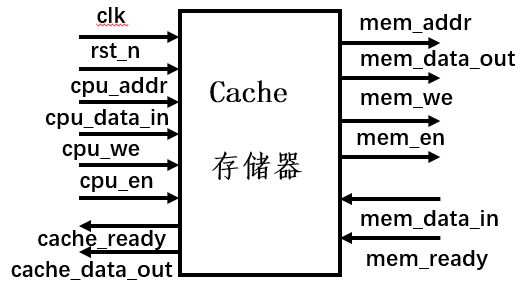 clk
rst_n
cpu_addr
cpu_data_in
cpu_we
cpu_en
cache_ready
cache_data_out
Cache
存储器
mem_addr
mem_data_out
mem_we
mem_en
mem_data_in
mem_ready